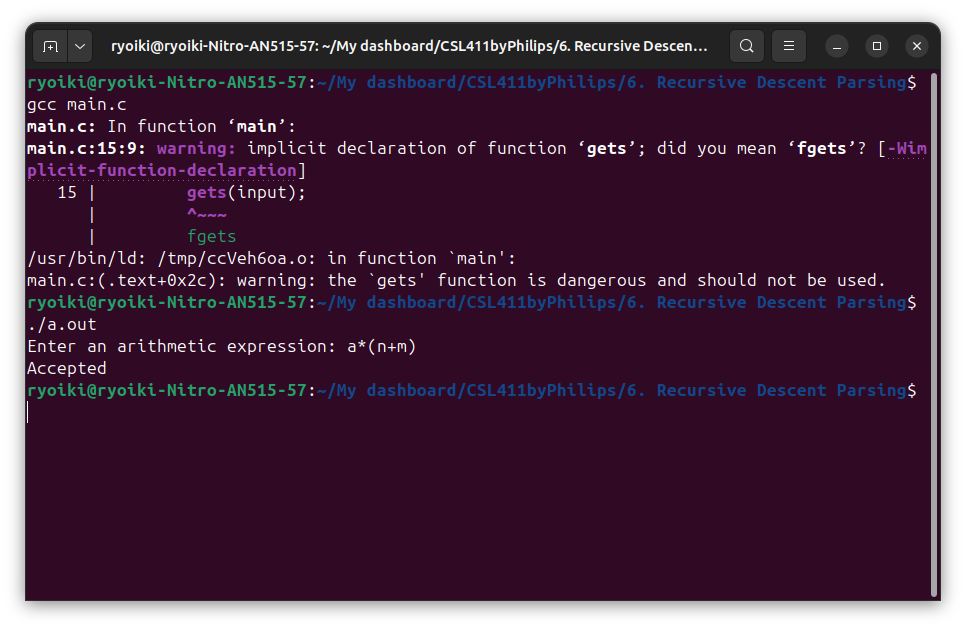 ryoiki@ryoiki-Nitro-AN515-57: ~/My dashboard/CSL411byPhilips/6. Recursive Descen...
ryoiki@ryoiki-Nitro-AN515-57:~/My dashboard/CSL411byPhilips/6. Recursive Descent Parsing$
gcc main.c
main.c: In function ‘main’:
main.c:15:9: warning: implicit declaration of function ‘gets’; did you mean ‘fgets’? [-Wim
plicit-function-declaration]
   15 |         gets(input);
      |         ^~~~
      |         fgets
/usr/bin/ld: /tmp/ccVeh6oa.o: in function `main':
main.c:(.text+0x2c): warning: the `gets' function is dangerous and should not be used.
ryoiki@ryoiki-Nitro-AN515-57:~/My dashboard/CSL411byPhilips/6. Recursive Descent Parsing$
./a.out
Enter an arithmetic expression: a*(n+m)
Accepted
ryoiki@ryoiki-Nitro-AN515-57:~/My dashboard/CSL411byPhilips/6. Recursive Descent Parsing$